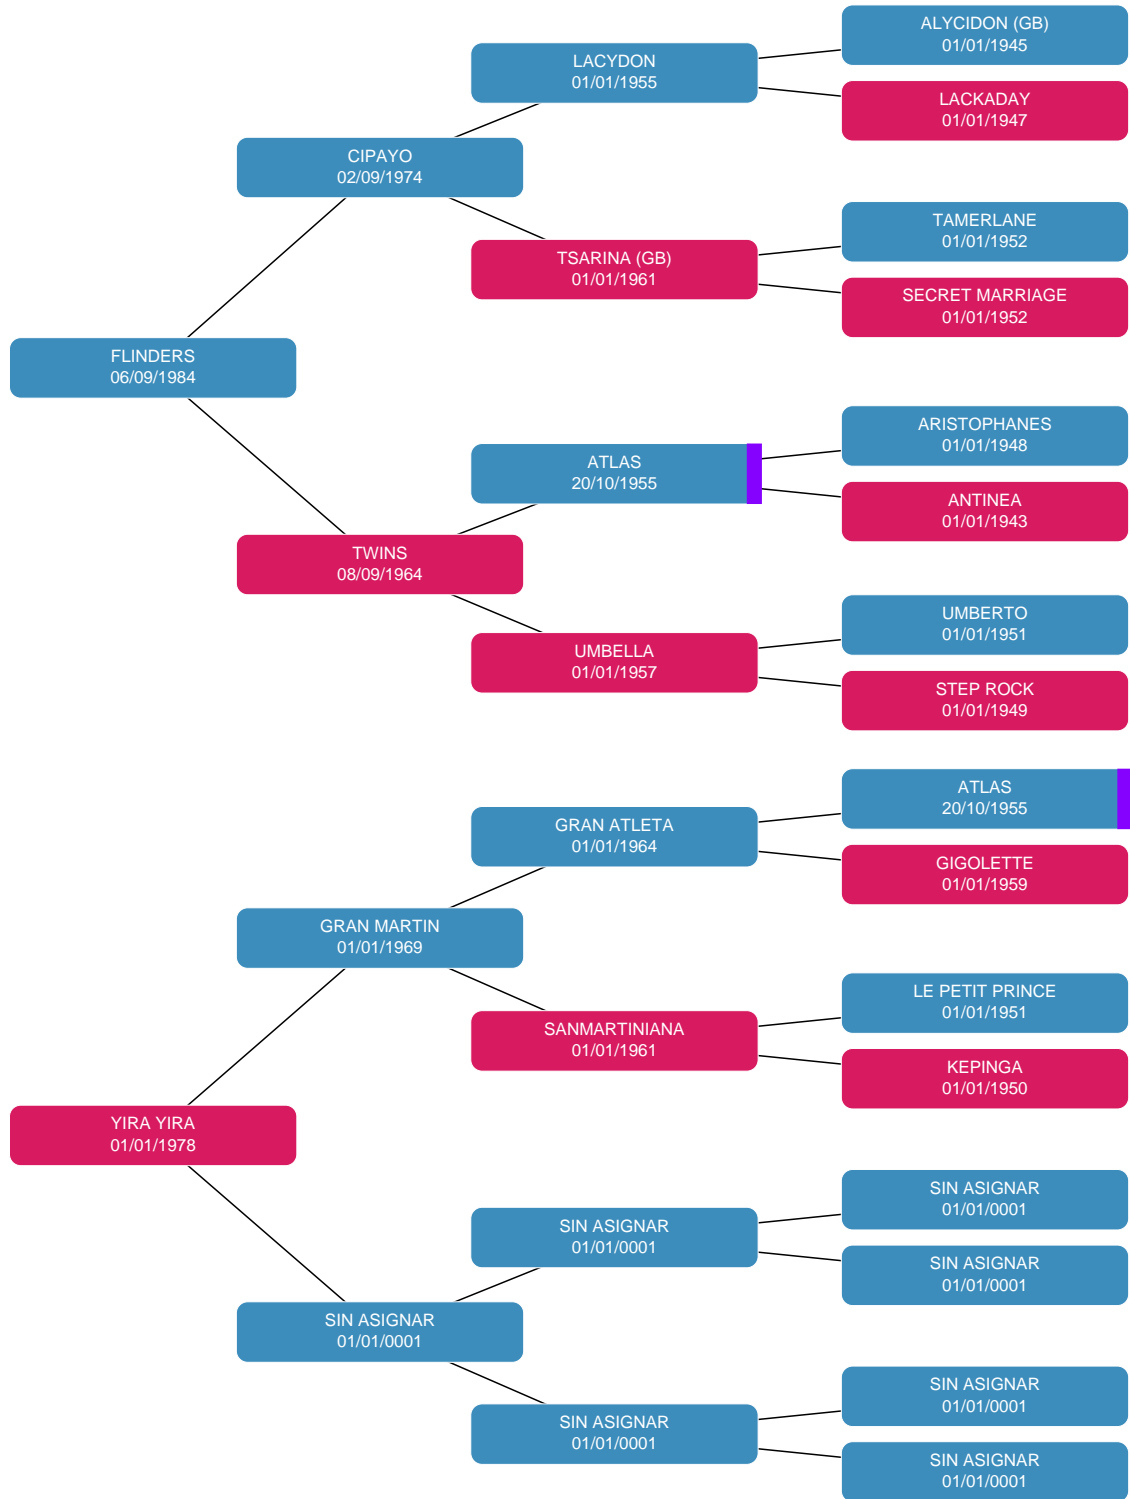 ALYCIDON (GB)
01/01/1945
LACYDON
01/01/1955
LACKADAY
01/01/1947
CIPAYO
02/09/1974
TAMERLANE
01/01/1952
TSARINA (GB)
01/01/1961
SECRET MARRIAGE
01/01/1952
FLINDERS
06/09/1984
ARISTOPHANES
01/01/1948
ATLAS
20/10/1955
ANTINEA
01/01/1943
TWINS
08/09/1964
UMBERTO
01/01/1951
UMBELLA
01/01/1957
STEP ROCK
01/01/1949
ATLAS
20/10/1955
GRAN ATLETA
01/01/1964
GIGOLETTE
01/01/1959
GRAN MARTIN
01/01/1969
LE PETIT PRINCE
01/01/1951
SANMARTINIANA
01/01/1961
KEPINGA
01/01/1950
YIRA YIRA
01/01/1978
SIN ASIGNAR
01/01/0001
SIN ASIGNAR
01/01/0001
SIN ASIGNAR
01/01/0001
SIN ASIGNAR
01/01/0001
SIN ASIGNAR
01/01/0001
SIN ASIGNAR
01/01/0001
SIN ASIGNAR
01/01/0001